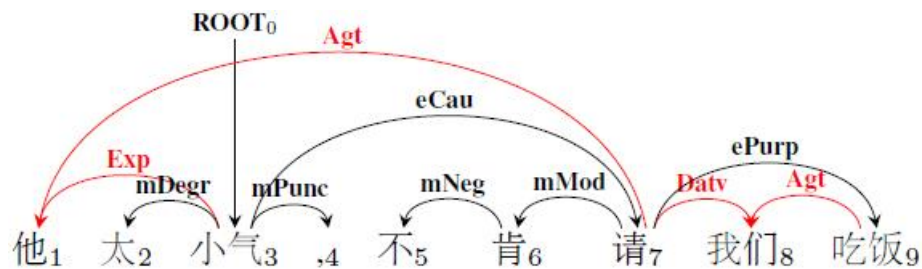 ROOT0
Agt
eCau
Exp
ePurp
mDegr
mPunc
mNeg
mMod
Datv
Agt
他1 太2 小气3 ,4 不5 肯6 请7 我们8 吃饭9